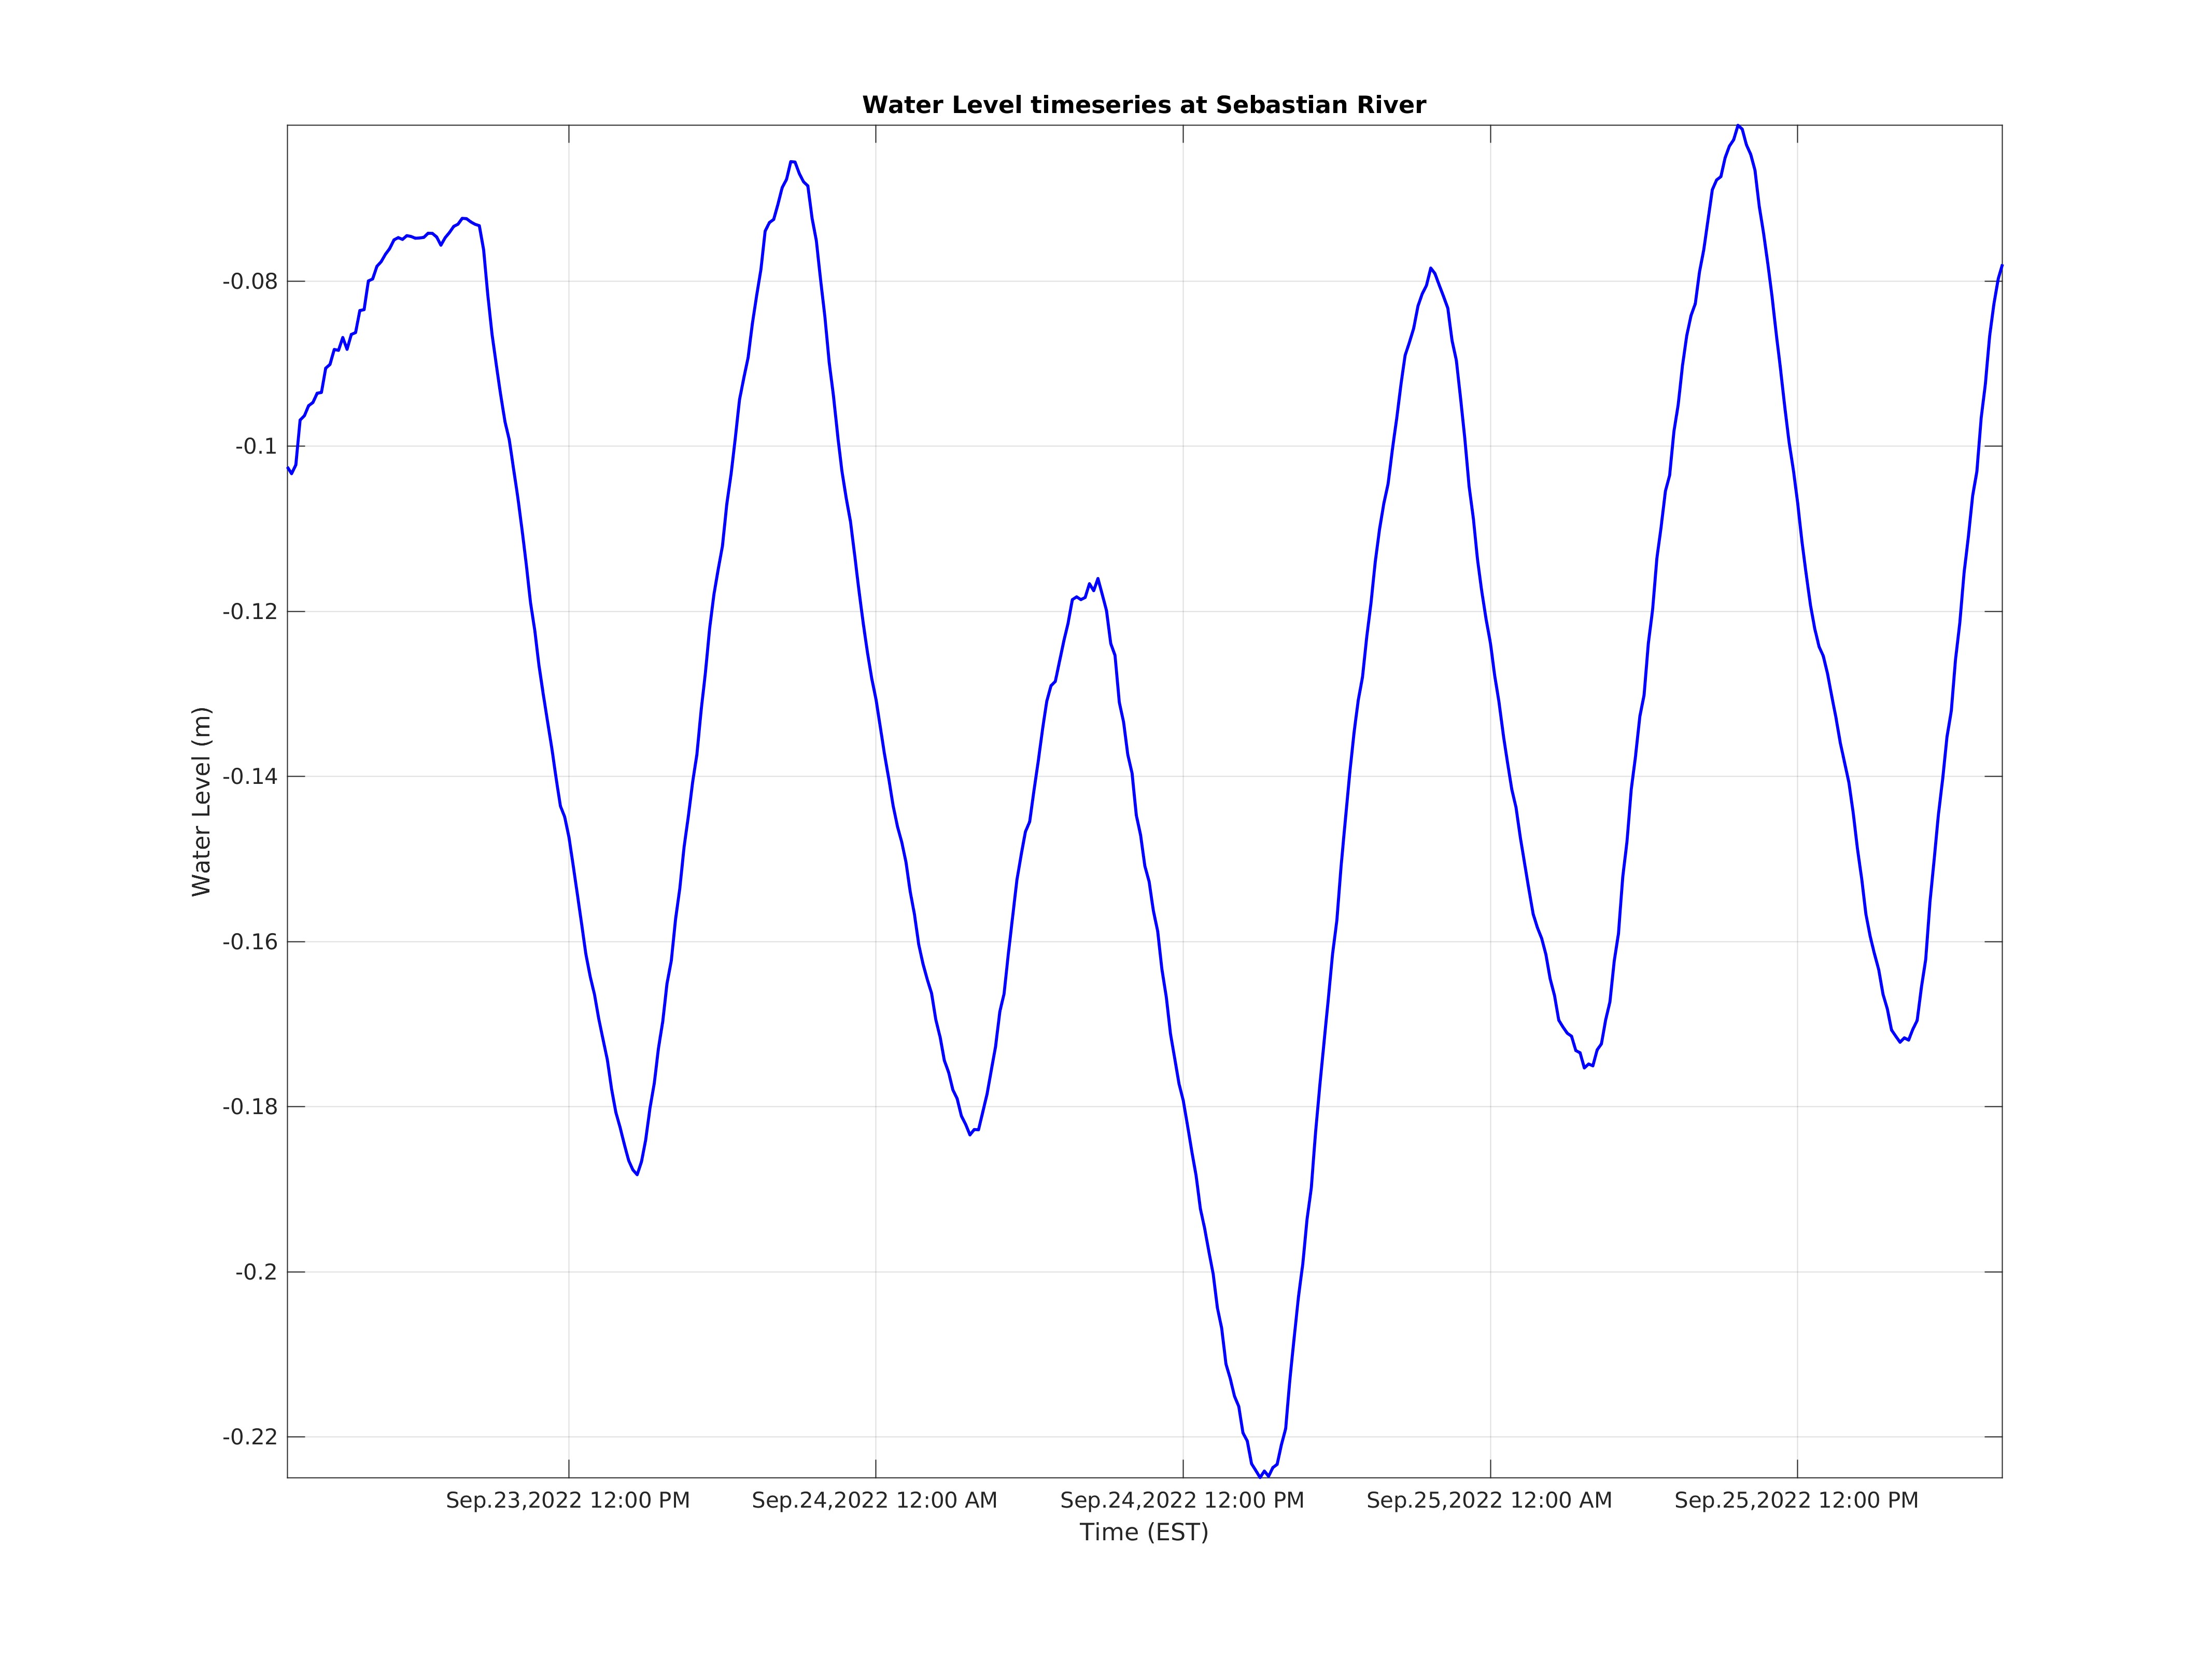 Water Level timeseries at Sebastian River
-0.08
-0.1
-0.12
-0.14
-0.16
-0.18
-0.2
-0.22
Water Level (m)
Sep.23,2022 12:00 PM
Sep.24,2022 12:00 AM
Sep.24,2022 12:00 PM
Sep.25,2022 12:00 AM
Sep.25,2022 12:00 PM
Time (EST)